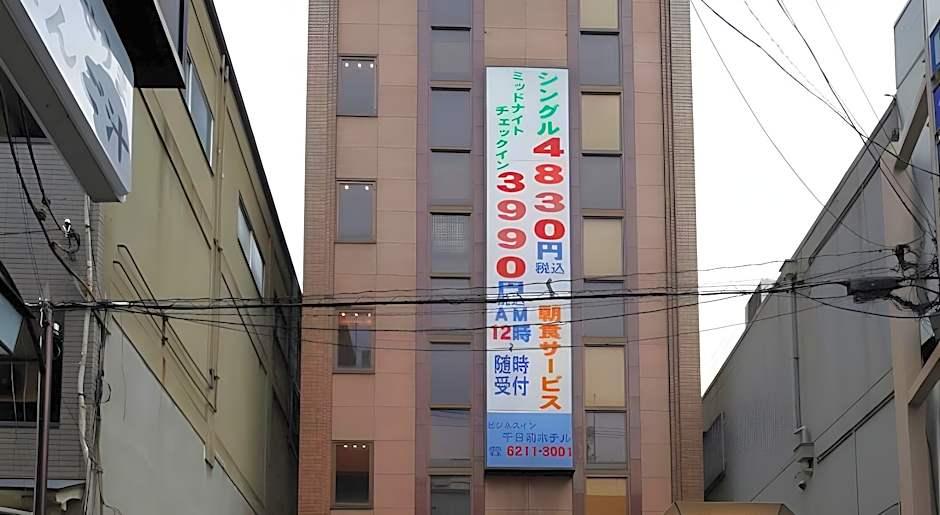 シングル4830円税込
朝食サービス
ミッドナイト
チェックイン3990円税込
AM12時〜
随時
受付
ビジネスイン
千日前ホテル
☎6211-3001